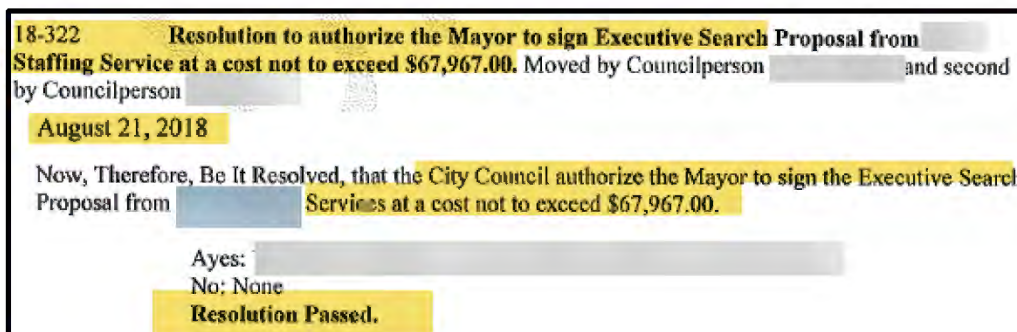 18-322 Resolution to authorize the Mayor to sign Executive Search Proposal from
Staffing Service at a cost not to exceed $67,967.00. Moved by Councilperson and second
by Councilperson
August 21, 2018
Now, Therefore, Be It Resolved, that the City Council authorize the Mayor to sign the Executive Search
Proposal from Services at a cost not to exceed $67,967.00.
Ayes:
No: None
Resolution Passed.